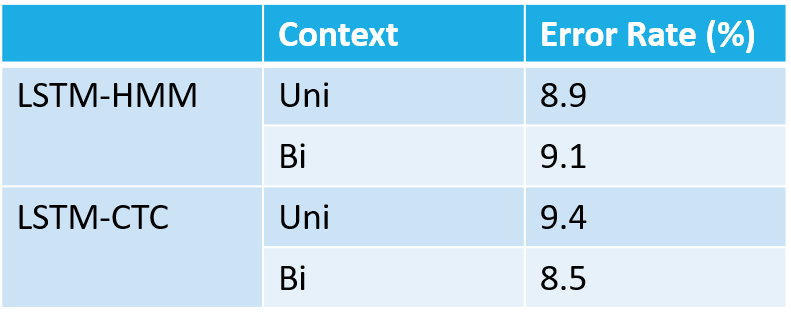 Context Error Rate (%)
LSTM-HMM Uni 8.9
Bi 9.1
LSTM-CTC Uni 9.4
Bi 8.5